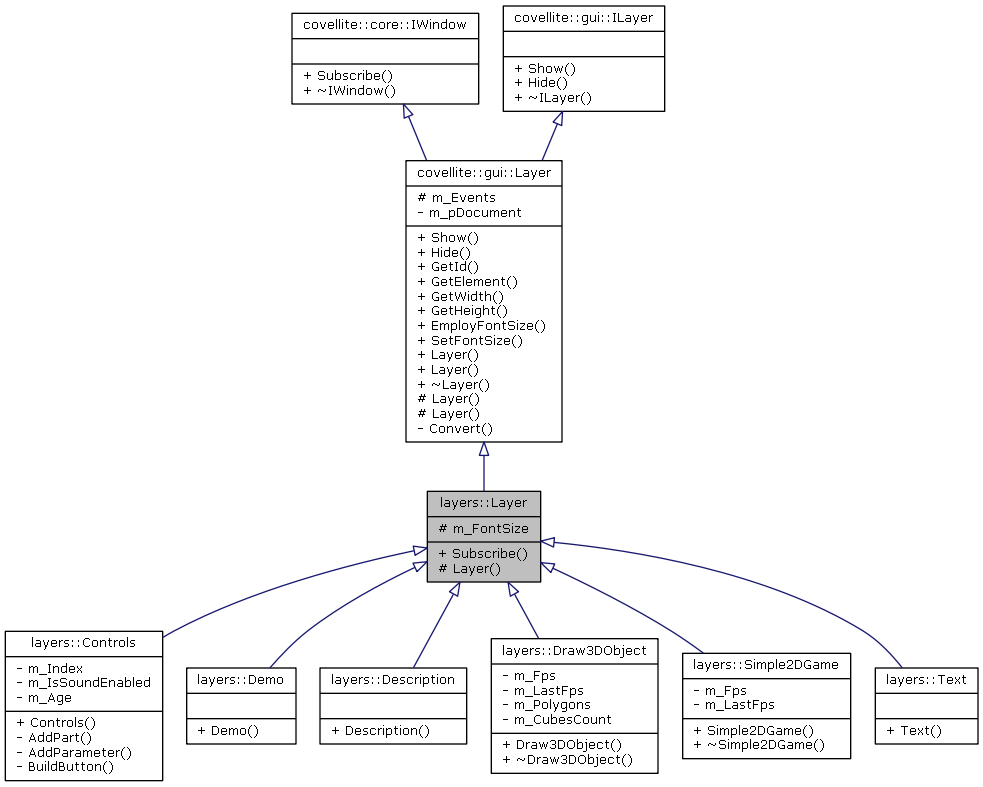 covellite::core::IWindow
+ Subscribe()
+ ~IWindow()
covellite::gui::ILayer
+ Show()
+ Hide()
+ ~ILayer()
covellite::gui::Layer
# m_Events
- m_pDocument
+ Show()
+ Hide()
+ GetId()
+ GetElement()
+ GetWidth()
+ GetHeight()
+ EmployFontSize()
+ SetFontSize()
+ Layer()
+ Layer()
+ ~Layer()
# Layer()
# Layer()
- Convert()
layers::Layer
# m_FontSize
+ Subscribe()
# Layer()
layers::Controls
- m_Index
- m_IsSoundEnabled
- m_Age
+ Controls()
- AddPart()
- AddParameter()
- BuildButton()
layers::Demo
+ Demo()
layers::Description
+ Description()
layers::Draw3DObject
- m_Fps
- m_LastFps
- m_Polygons
- m_CubesCount
+ Draw3DObject()
+ ~Draw3DObject()
layers::Simple2DGame
- m_Fps
- m_LastFps
+ Simple2DGame()
+ ~Simple2DGame()
layers::Text
+ Text()